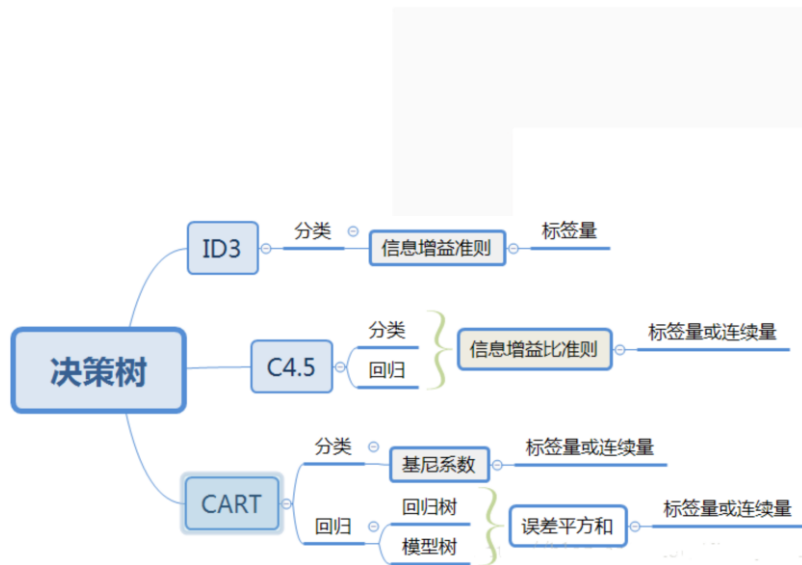 决策树
ID3
分类
信息增益准则
标签量
C4.5
分类
回归
信息增益比准则
标签量或连续量
CART
分类
基尼系数
标签量或连续量
回归
回归树
模型树
误差平方和
标签量或连续量